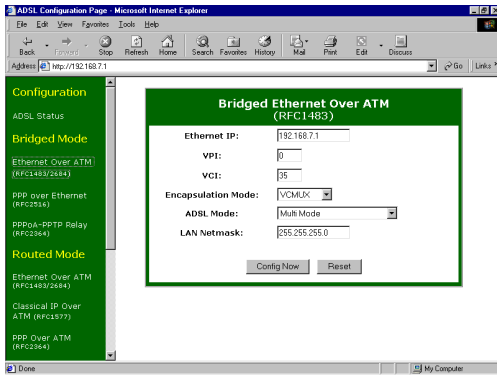 ADSL Configuration Page - Microsoft Internet Explorer
File Edit View Favorites Tools Help
Back Forward Stop Refresh Home Search Favorites History Mail Print Edit Discuss
Address http://192.168.7.1 Go Links
Configuration
ADSL Status
Bridged Mode
Ethernet Over ATM
(RFC1483/2684)
PPP over Ethernet
(RFC2516)
PPPoA-PPTP Relay
(RFC2364)
Routed Mode
Ethernet Over ATM
(RFC1483/2684)
Classical IP Over
ATM (RFC1577)
PPP Over ATM
(RFC2364)
Bridged Ethernet Over ATM
(RFC1483)
Ethernet IP: 192.168.7.1
VPI: 0
VCI: 35
Encapsulation Mode: VCMUX
ADSL Mode: Multi Mode
LAN Netmask: 255.255.255.0
Config Now Reset
Done My Computer